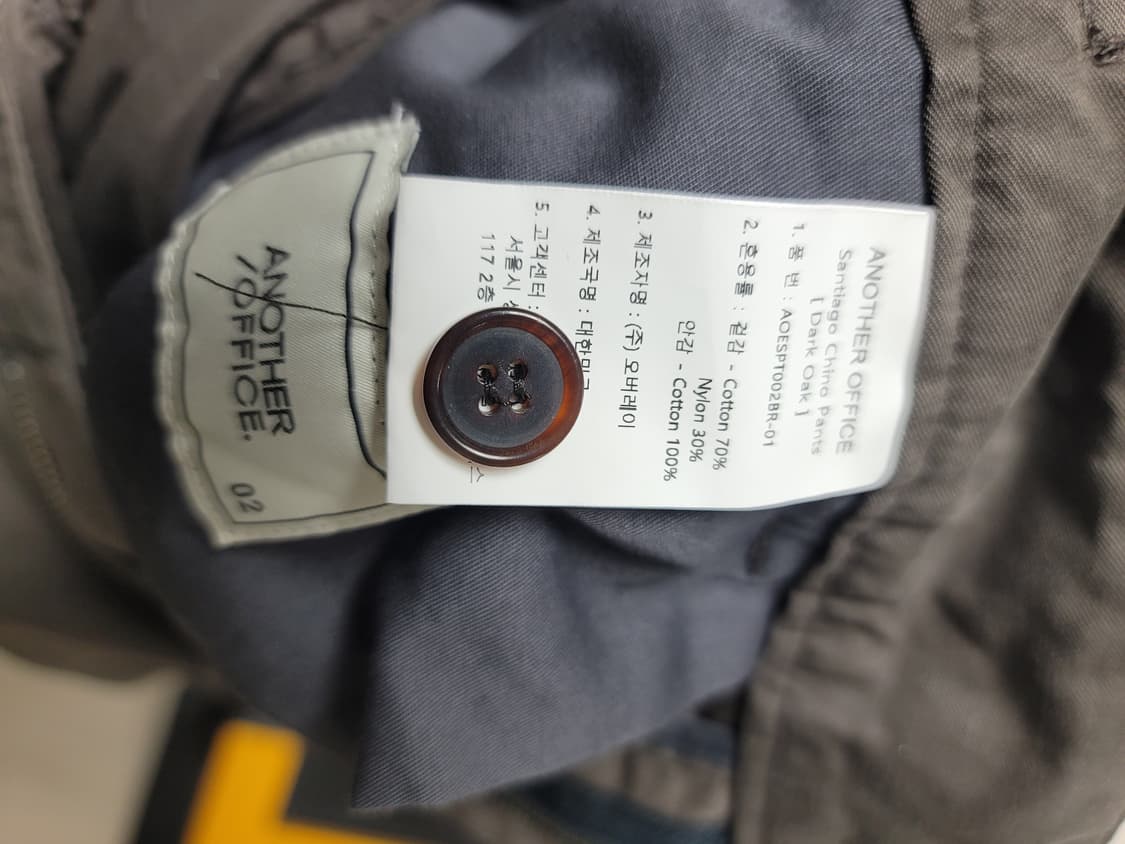 ANOTHER OFFICE
Santiago Chino Pants
[ Dark Oak ]
1. 품 번 : AOESPT002BR-01
2. 혼용률 : 겉감 - Cotton 70%
Nylon 30%
안감 - Cotton 100%
3. 제조자명 : (주) 오버레이
4. 제조국명 : 대한민국
5. 고객센터 :
서울시
117 2층
ANOTHER
/OFFICE.
02